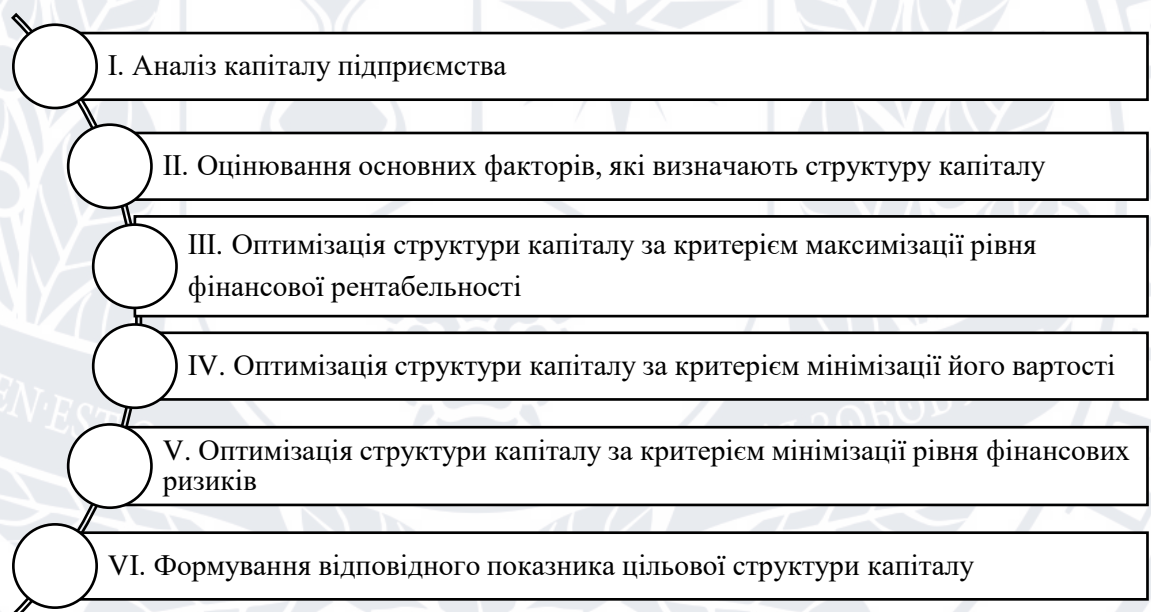 I. Аналіз капіталу підприємства
II. Оцінювання основних факторів, які визначають структуру капіталу
III. Оптимізація структури капіталу за критерієм максимізації рівня
фінансової рентабельності
IV. Оптимізація структури капіталу за критерієм мінімізації його вартості
V. Оптимізація структури капіталу за критерієм мінімізації рівня фінансових
ризиків
VI. Формування відповідного показника цільової структури капіталу